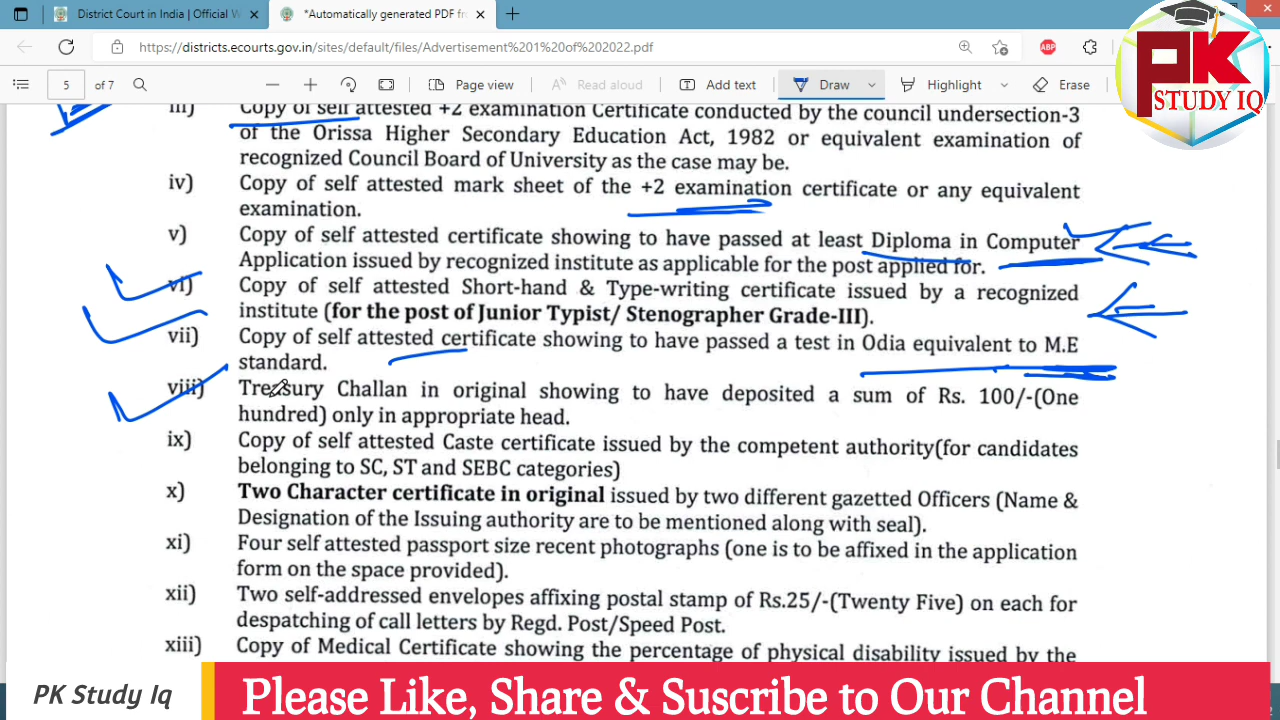 District Court in India | Official W
*Automatically generated PDF fro
https://districts.ecourts.gov.in/sites/default/files/Advertisement%201%20of%202022.pdf
ABP
5 of 7
Page view
Read aloud
Add text
Draw
Highlight
Erase
PK
STUDY IQ
iii) Copy of self attested +2 examination Certificate conducted by the council undersection-3
of the Orissa Higher Secondary Education Act, 1982 or equivalent examination of
recognized Council Board of University as the case may be.
iv) Copy of self attested mark sheet of the +2 examination certificate or any equivalent
examination.
v) Copy of self attested certificate showing to have passed at least Diploma in Computer
Application issued by recognized institute as applicable for the post applied for.
vi) Copy of self attested Short-hand & Type-writing certificate issued by a recognized
institute (for the post of Junior Typist/ Stenographer Grade-III).
vii) Copy of self attested certificate showing to have passed a test in Odia equivalent to M.E
standard.
viii) Treasury Challan in original showing to have deposited a sum of Rs. 100/-(One
hundred) only in appropriate head.
ix) Copy of self attested Caste certificate issued by the competent authority(for candidates
belonging to SC, ST and SEBC categories)
x) Two Character certificate in original issued by two different gazetted Officers (Name &
Designation of the Issuing authority are to be mentioned along with seal).
xi) Four self attested passport size recent photographs (one is to be affixed in the application
form on the space provided).
xii) Two self-addressed envelopes affixing postal stamp of Rs.25/-(Twenty Five) on each for
despatching of call letters by Regd. Post/Speed Post.
xiii) Copy of Medical Certificate showing the percentage of physical disability issued by the
PK Study Iq
Please Like, Share & Suscribe to Our Channel